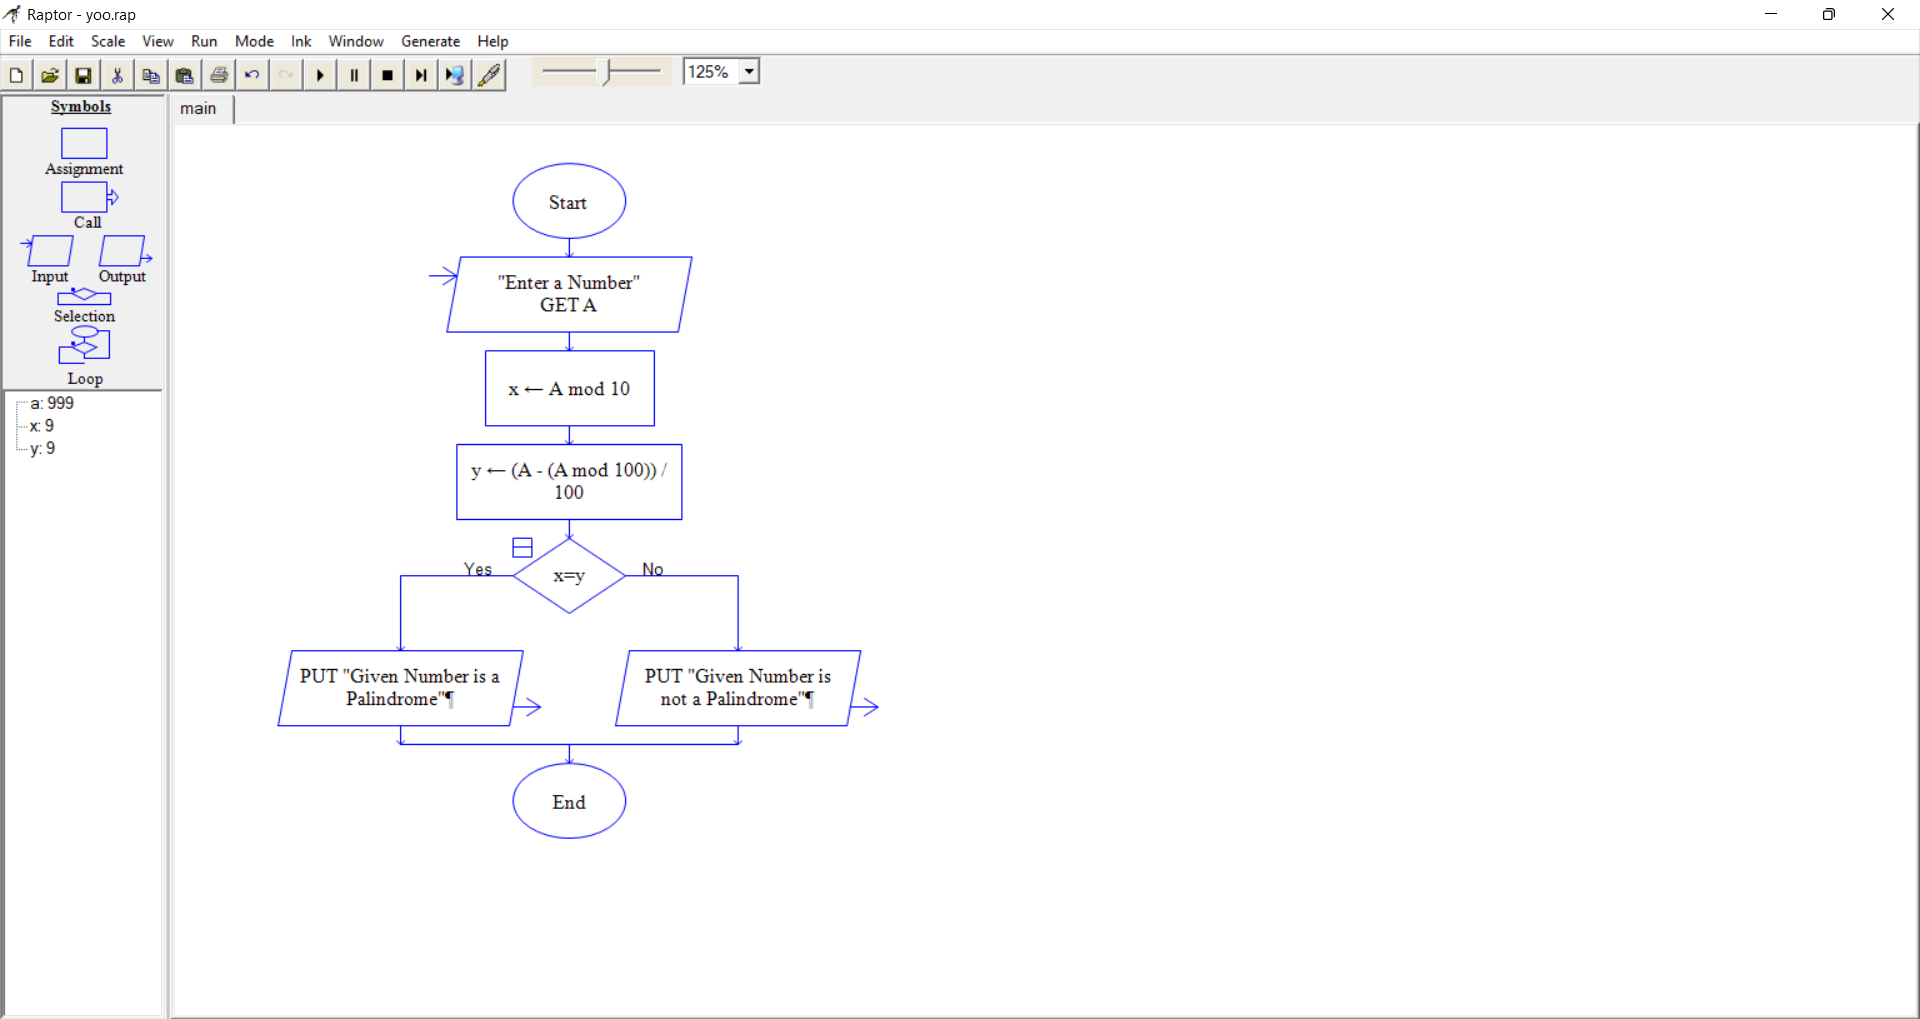 Raptor - yoo.rap
File Edit Scale View Run Mode Ink Window Generate Help
125%
Symbols
main
Assignment
Call
Input Output
Selection
Loop
a: 999
x: 9
y: 9
Start
"Enter a Number"
GET A
x ← A mod 10
y ← (A - (A mod 100)) /
100
Yes x=y No
PUT "Given Number is a
Palindrome"¶
PUT "Given Number is
not a Palindrome"¶
End